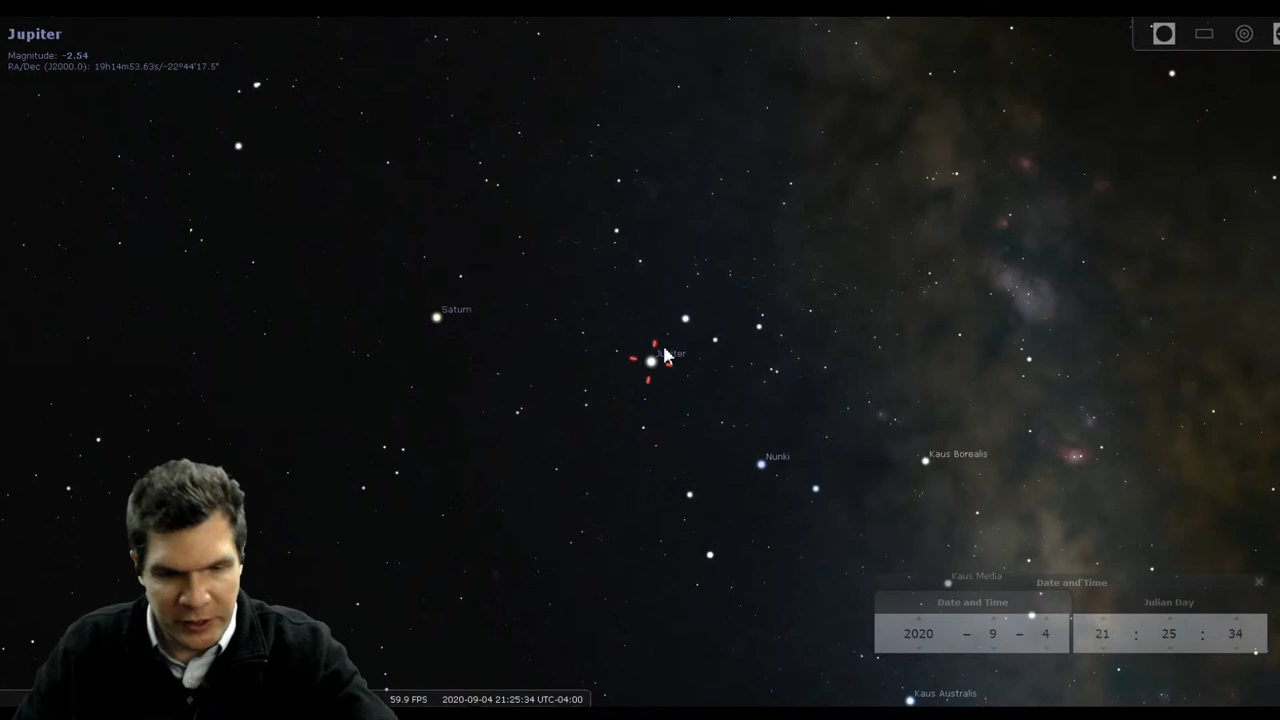 Jupiter
Magnitude: -2.54
RA/Dec (J2000.0): 19h14m53.63s/-22°44'17.5"
Saturn
Nunki
Kaus Borealis
Kaus Media
Date and Time
Date and Time
Julian Day
2020 - 9 - 4 21 : 25 : 34
Kaus Australis
59.9 FPS 2020-09-04 21:25:34 UTC-04:00